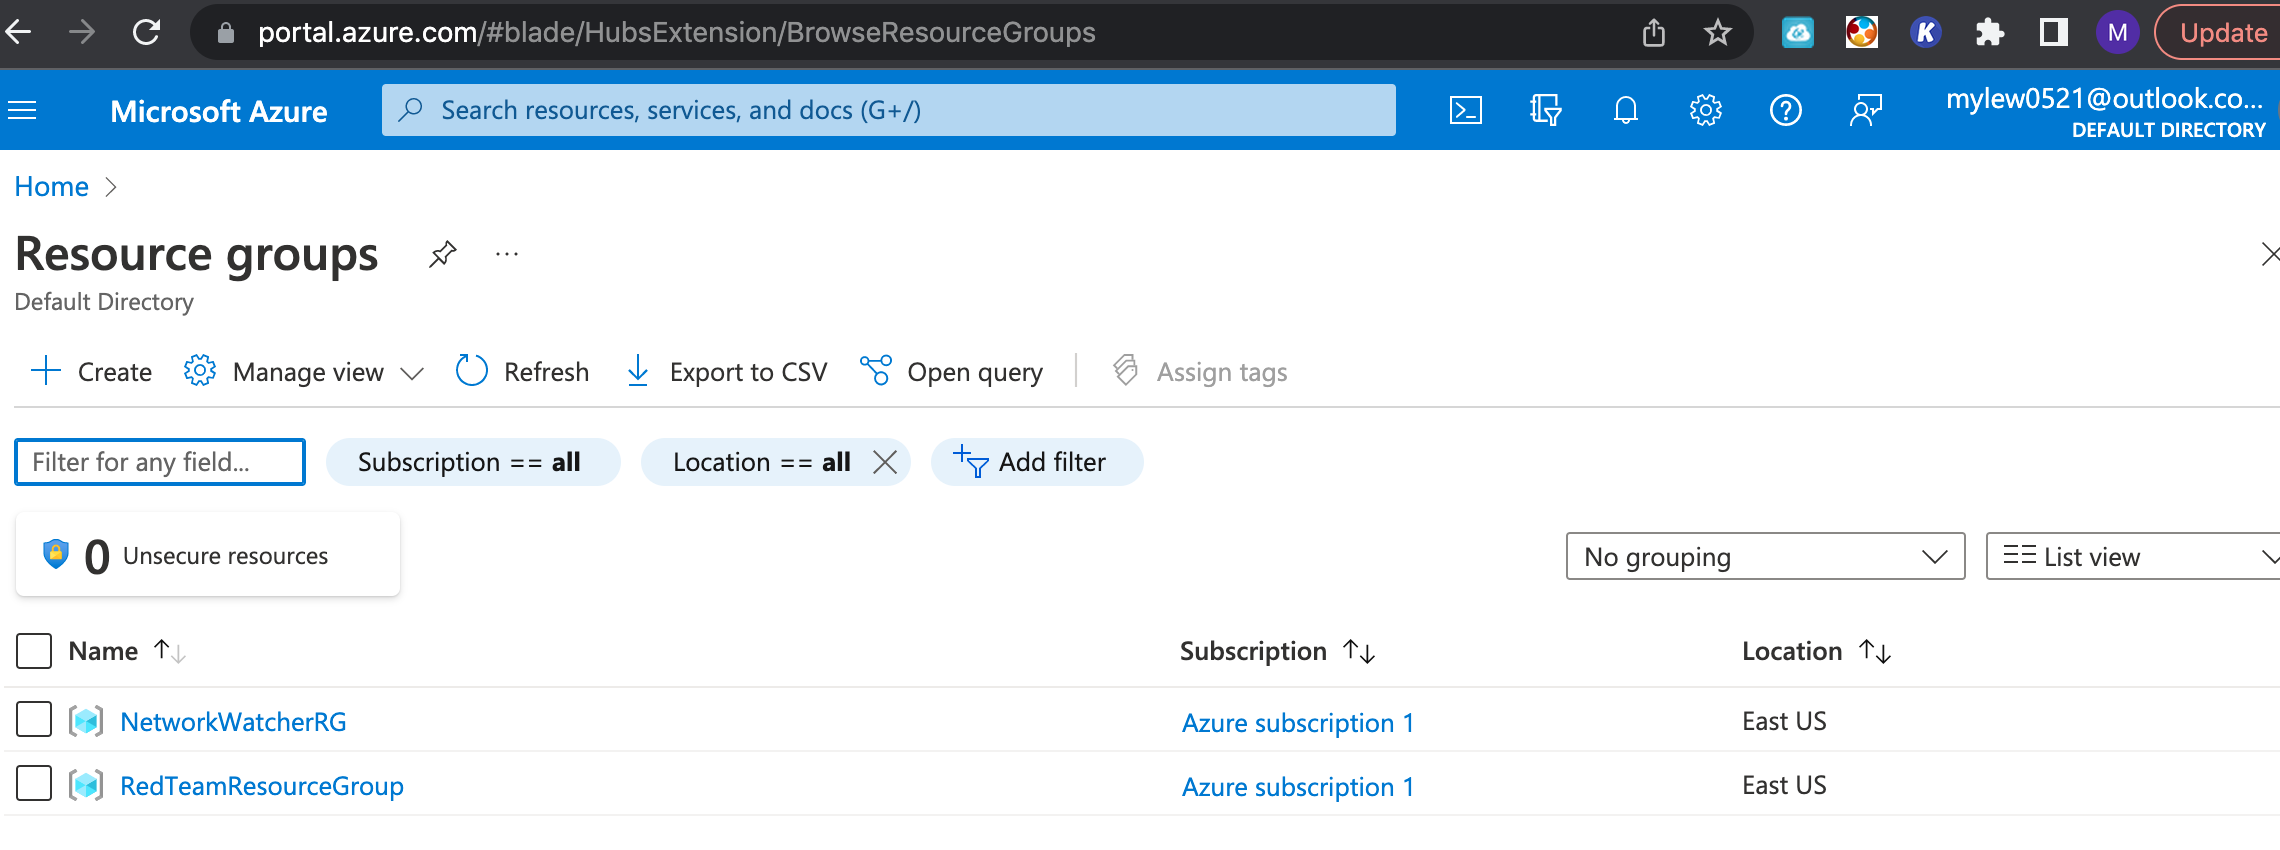 portal.azure.com/#blade/HubsExtension/BrowseResourceGroups
K
M
Update
Microsoft Azure
Search resources, services, and docs (G+/)
mylew0521@outlook.co...
DEFAULT DIRECTORY
Home
Resource groups
Default Directory
Create
Manage view
Refresh
Export to CSV
Open query
Assign tags
Filter for any field...
Subscription == all
Location == all
Add filter
0 Unsecure resources
No grouping
List view
Name
Subscription
Location
NetworkWatcherRG
Azure subscription 1
East US
RedTeamResourceGroup
Azure subscription 1
East US